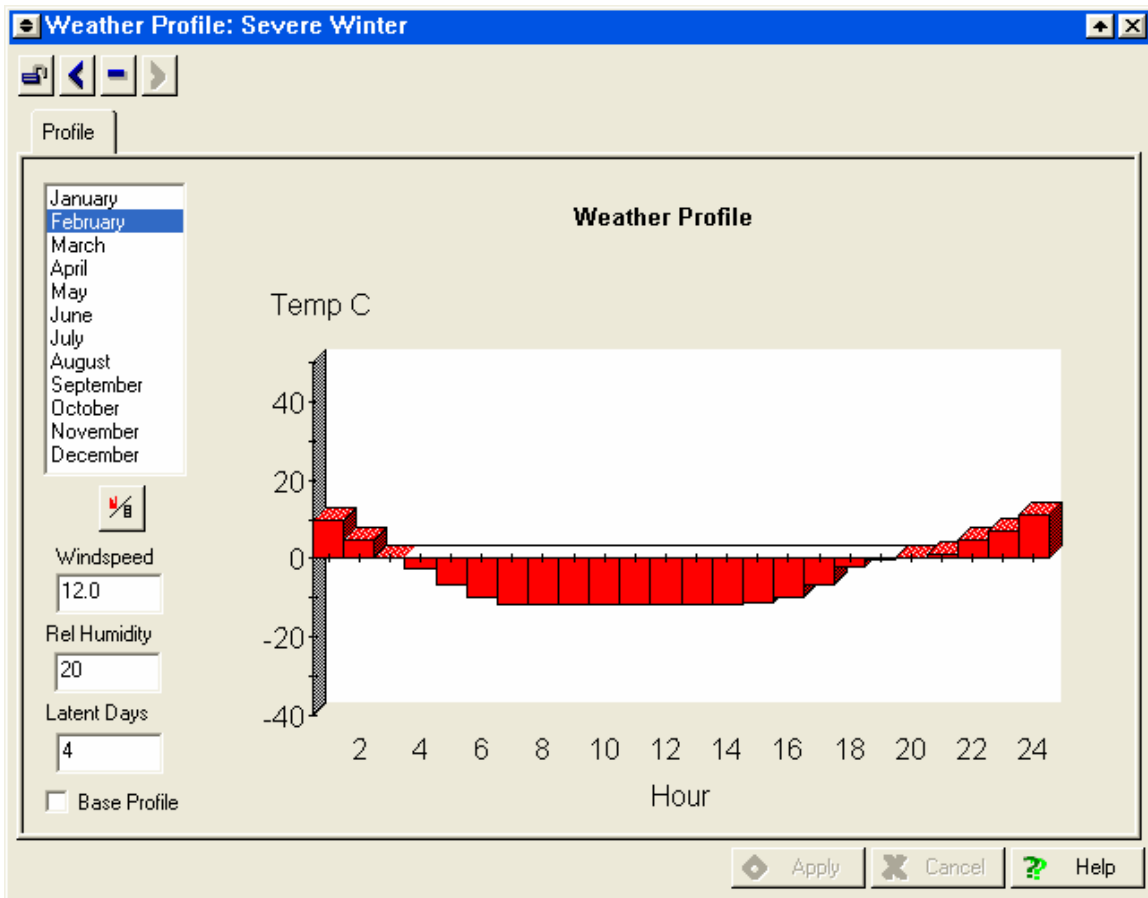 Weather Profile: Severe Winter
Profile
January
February
March
April
May
June
July
August
September
October
November
December
Windspeed
12.0
Rel Humidity
20
Latent Days
4
Base Profile
Weather Profile
Temp C
40
20
0
-20
-40
2 4 6 8 10 12 14 16 18 20 22 24
Hour
Apply Cancel Help